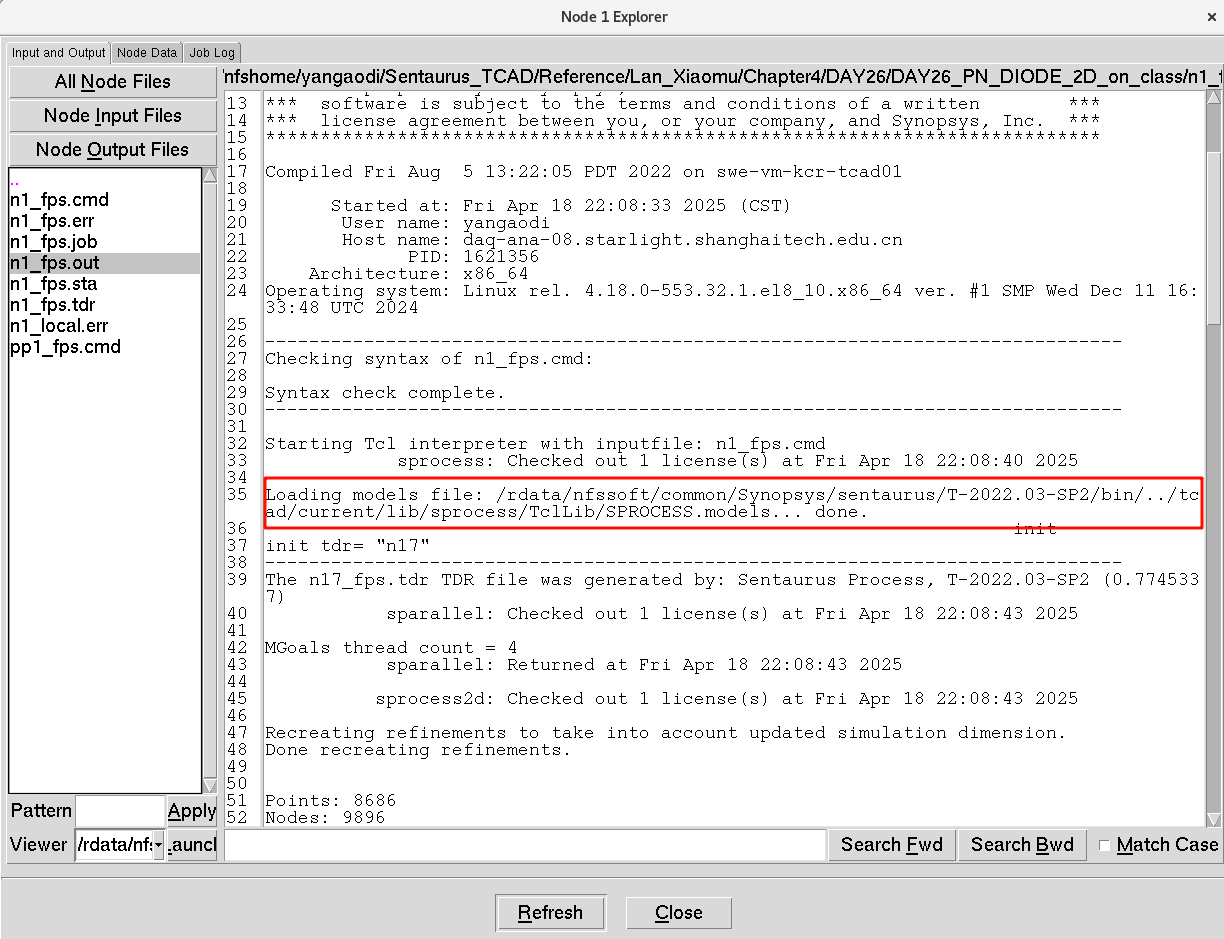 Node 1 Explorer
Input and Output Node Data Job Log
All Node Files
Node Input Files
Node Output Files
..
n1_fps.cmd
n1_fps.err
n1_fps.job
n1_fps.out
n1_fps.sta
n1_fps.tdr
n1_local.err
pp1_fps.cmd
Pattern Apply
Viewer /rdata/nfs
nfshome/yangaodi/Sentaurus_TCAD/Reference/Lan_Xiaomu/Chapter4/DAY26/DAY26_PN_DIODE_2D_on_class/n1_f
13 *** software is subject to the terms and conditions of a written ***
14 *** license agreement between you, or your company, and Synopsys, Inc. ***
15 ****************************************************************************
16
17 Compiled Fri Aug  5 13:22:05 PDT 2022 on swe-vm-kcr-tcad01
18
19 Started at: Fri Apr 18 22:08:33 2025 (CST)
20 User name: yangaodi
21 Host name: daq-ana-08.starlight.shanghaitech.edu.cn
22 PID: 1621356
23 Architecture: x86_64
24 Operating system: Linux rel. 4.18.0-553.32.1.el8_10.x86_64 ver. #1 SMP Wed Dec 11 16:
33:48 UTC 2024
25
26 ------------------------------------------------------------------------------
27 Checking syntax of n1_fps.cmd:
28
29 Syntax check complete.
30 ------------------------------------------------------------------------------
31
32 Starting Tcl interpreter with inputfile: n1_fps.cmd
33 sprocess: Checked out 1 license(s) at Fri Apr 18 22:08:40 2025
34
35 Loading models file: /rdata/nfssoft/common/Synopsys/sentaurus/T-2022.03-SP2/bin/../tc
ad/current/lib/sprocess/TclLib/SPROCESS.models... done.
36 init
37 init tdr= "n17"
38 ------------------------------------------------------------------------------
39 The n17_fps.tdr TDR file was generated by: Sentaurus Process, T-2022.03-SP2 (0.774533
7)
40 sparallel: Checked out 1 license(s) at Fri Apr 18 22:08:43 2025
41
42 MGoals thread count = 4
43 sparallel: Returned at Fri Apr 18 22:08:43 2025
44
45 sprocess2d: Checked out 1 license(s) at Fri Apr 18 22:08:43 2025
46
47 Recreating refinements to take into account updated simulation dimension.
48 Done recreating refinements.
49
50
51 Points: 8686
52 Nodes: 9896
Search Fwd Search Bwd Match Case
Refresh Close